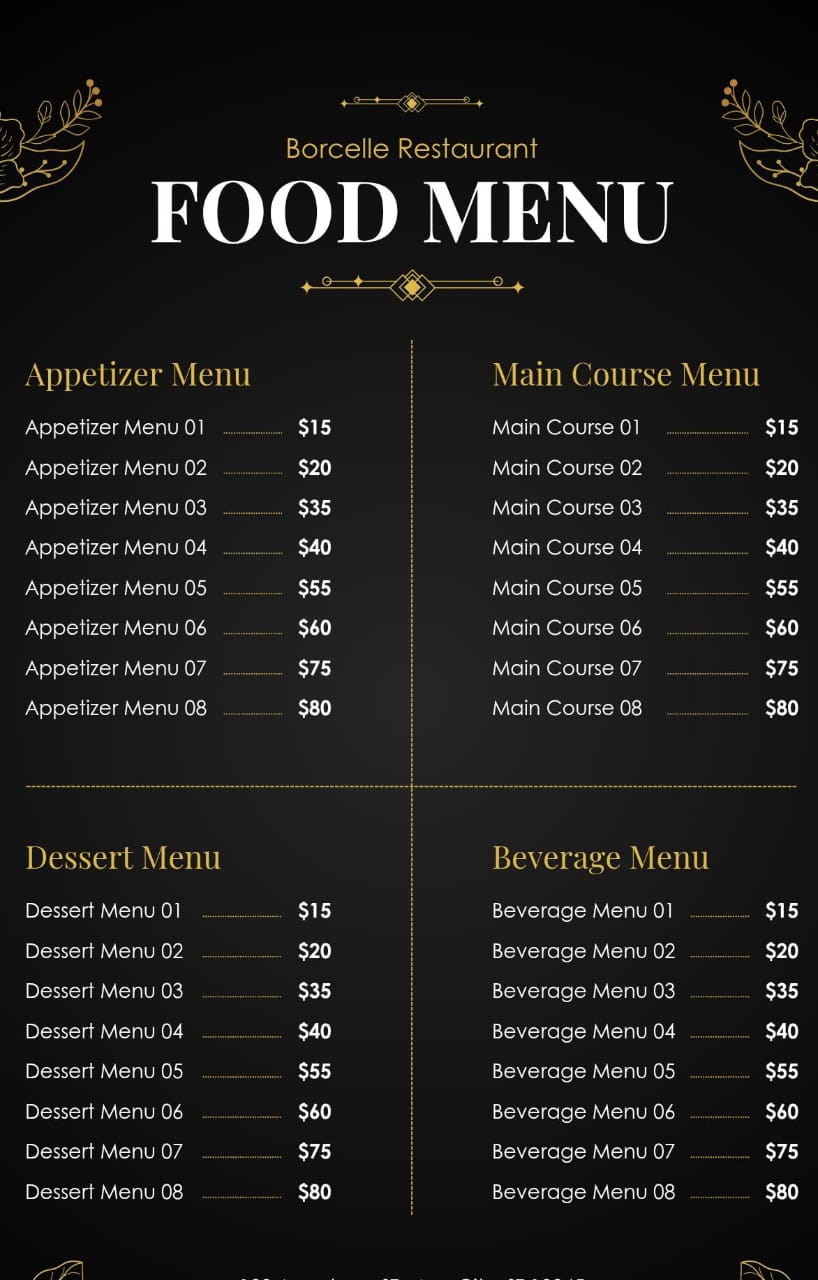 Borcelle Restaurant
FOOD MENU
Appetizer Menu
Appetizer Menu 01 $15
Appetizer Menu 02 $20
Appetizer Menu 03 $35
Appetizer Menu 04 $40
Appetizer Menu 05 $55
Appetizer Menu 06 $60
Appetizer Menu 07 $75
Appetizer Menu 08 $80
Main Course Menu
Main Course 01 $15
Main Course 02 $20
Main Course 03 $35
Main Course 04 $40
Main Course 05 $55
Main Course 06 $60
Main Course 07 $75
Main Course 08 $80
Dessert Menu
Dessert Menu 01 $15
Dessert Menu 02 $20
Dessert Menu 03 $35
Dessert Menu 04 $40
Dessert Menu 05 $55
Dessert Menu 06 $60
Dessert Menu 07 $75
Dessert Menu 08 $80
Beverage Menu
Beverage Menu 01 $15
Beverage Menu 02 $20
Beverage Menu 03 $35
Beverage Menu 04 $40
Beverage Menu 05 $55
Beverage Menu 06 $60
Beverage Menu 07 $75
Beverage Menu 08 $80